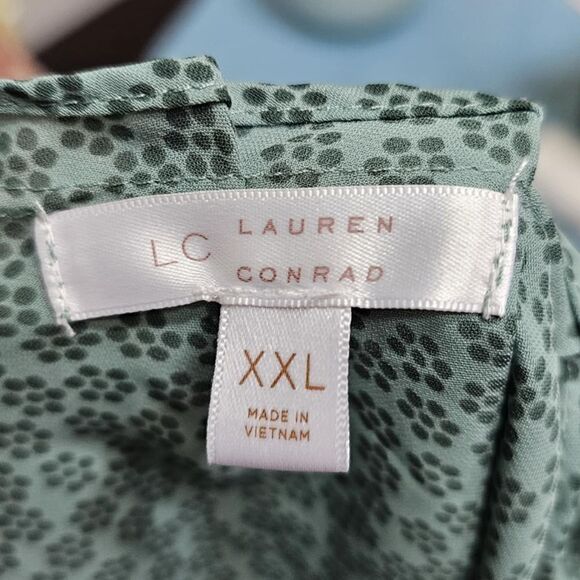 LC LAUREN
CONRAD
XXL
MADE IN
VIETNAM